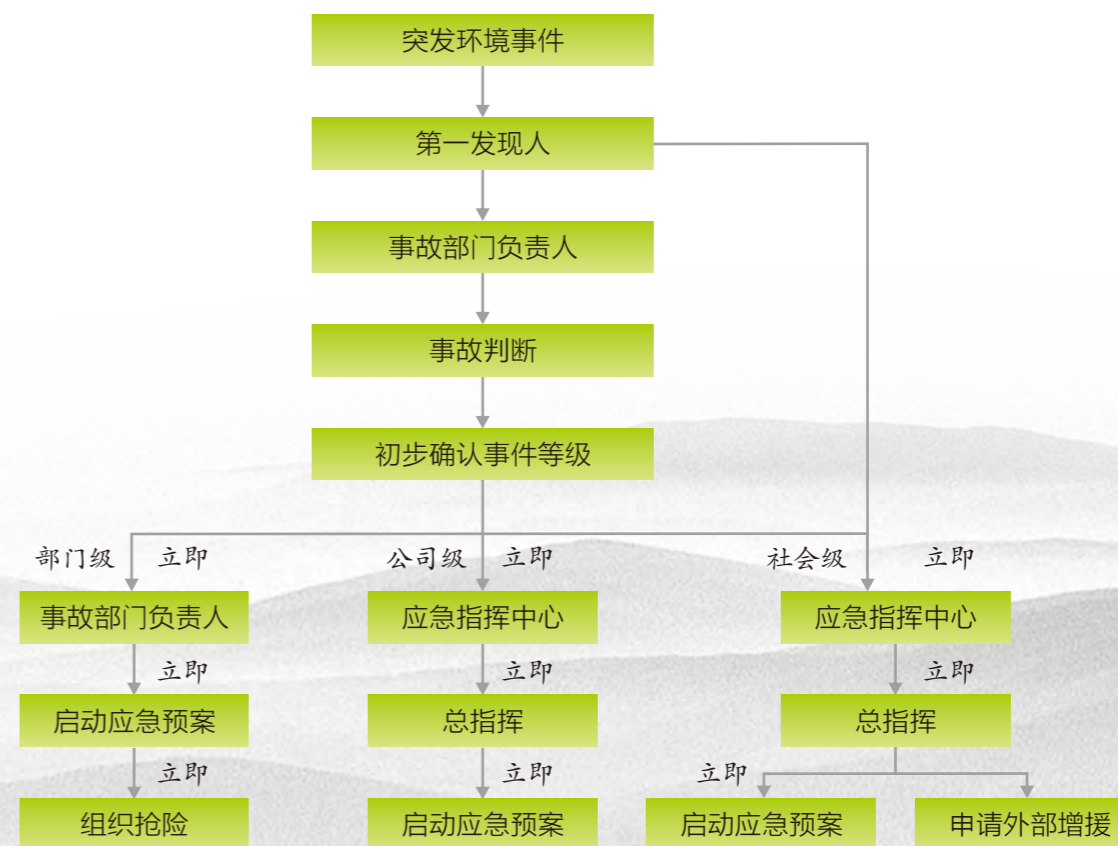 突发环境事件
第一发现人
事故部门负责人
事故判断
初步确认事件等级
部门级 立即 公司级 立即 社会级 立即
事故部门负责人 应急指挥中心 应急指挥中心
立即 立即 立即
启动应急预案 总指挥 总指挥
立即 立即 立即
组织抢险 启动应急预案 启动应急预案 申请外部增援